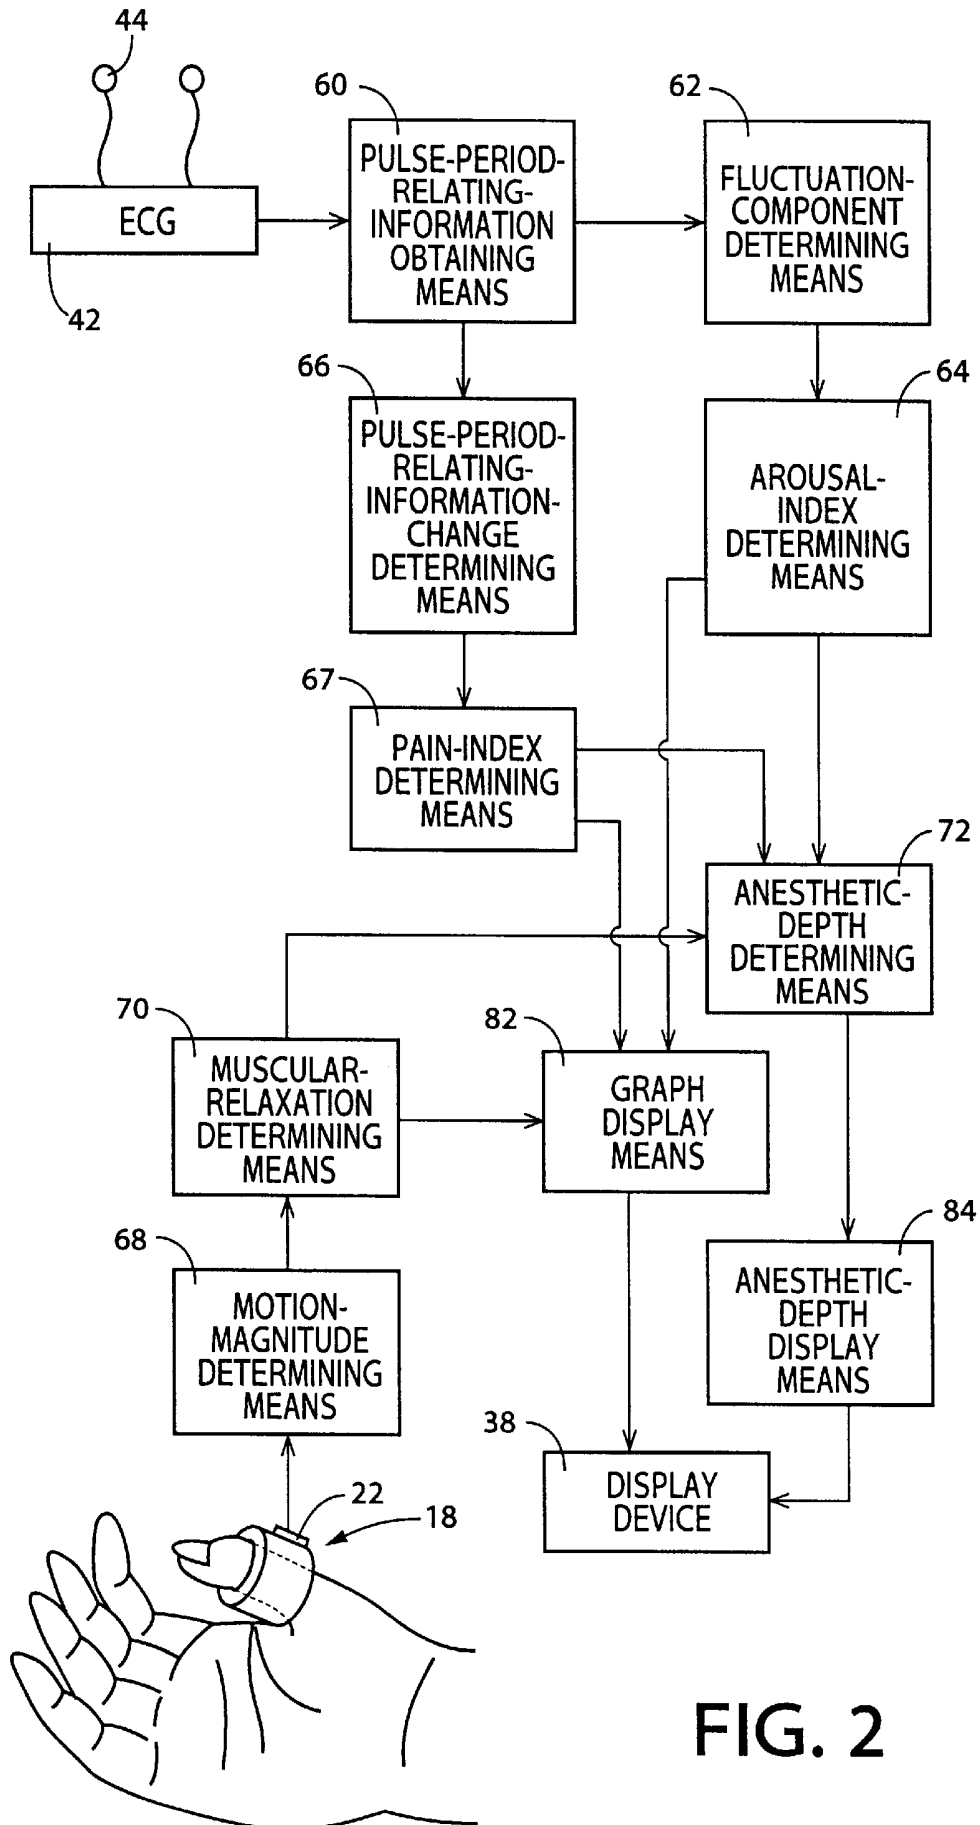 44
ECG
42
60
PULSE-PERIOD-
RELATING-
INFORMATION
OBTAINING
MEANS
62
FLUCTUATION-
COMPONENT
DETERMINING
MEANS
66
PULSE-PERIOD-
RELATING-
INFORMATION-
CHANGE
DETERMINING
MEANS
64
AROUSAL-
INDEX
DETERMINING
MEANS
67
PAIN-INDEX
DETERMINING
MEANS
72
ANESTHETIC-
DEPTH
DETERMINING
MEANS
70
MUSCULAR-
RELAXATION
DETERMINING
MEANS
82
GRAPH
DISPLAY
MEANS
84
ANESTHETIC-
DEPTH
DISPLAY
MEANS
68
MOTION-
MAGNITUDE
DETERMINING
MEANS
38
DISPLAY
DEVICE
22
18
FIG. 2